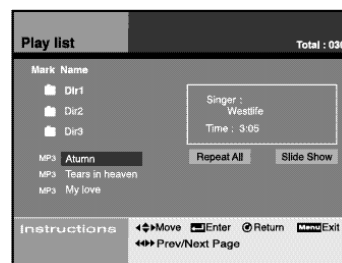 Play list
Total : 030
Mark Name
Dir1
Dir2
Dir3
MP3 Atumn
MP3 Tears in heaven
MP3 My love
Singer :
Westlife
Time : 3:05
Repeat All Slide Show
Instructions
Move Enter Return Menu Exit
Prev/Next Page